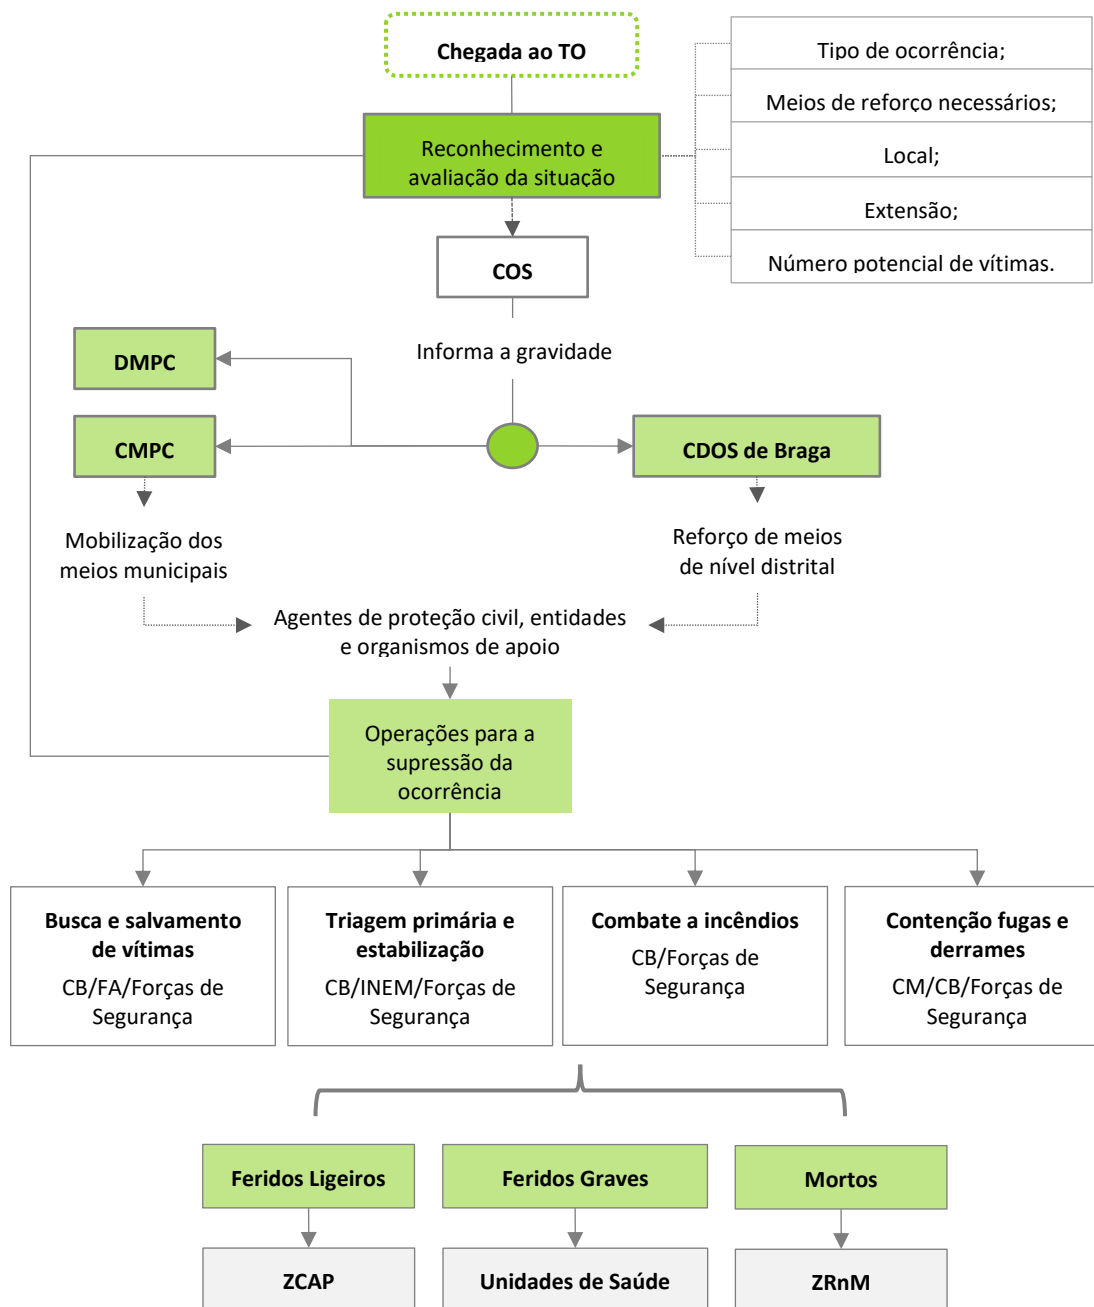 Chegada ao TO
Tipo de ocorrência;
Meios de reforço necessários;
Local;
Extensão;
Número potencial de vítimas.
Reconhecimento e
avaliação da situação
COS
Informa a gravidade
DMPC
CMPC
CDOS de Braga
Mobilização dos
meios municipais
Reforço de meios
de nível distrital
Agentes de proteção civil, entidades
e organismos de apoio
Operações para a
supressão da
ocorrência
Busca e salvamento
de vítimas
CB/FA/Forças de
Segurança
Triagem primária e
estabilização
CB/INEM/Forças de
Segurança
Combate a incêndios
CB/Forças de
Segurança
Contenção fugas e
derrames
CM/CB/Forças de
Segurança
Feridos Ligeiros
Feridos Graves
Mortos
ZCAP
Unidades de Saúde
ZRnM